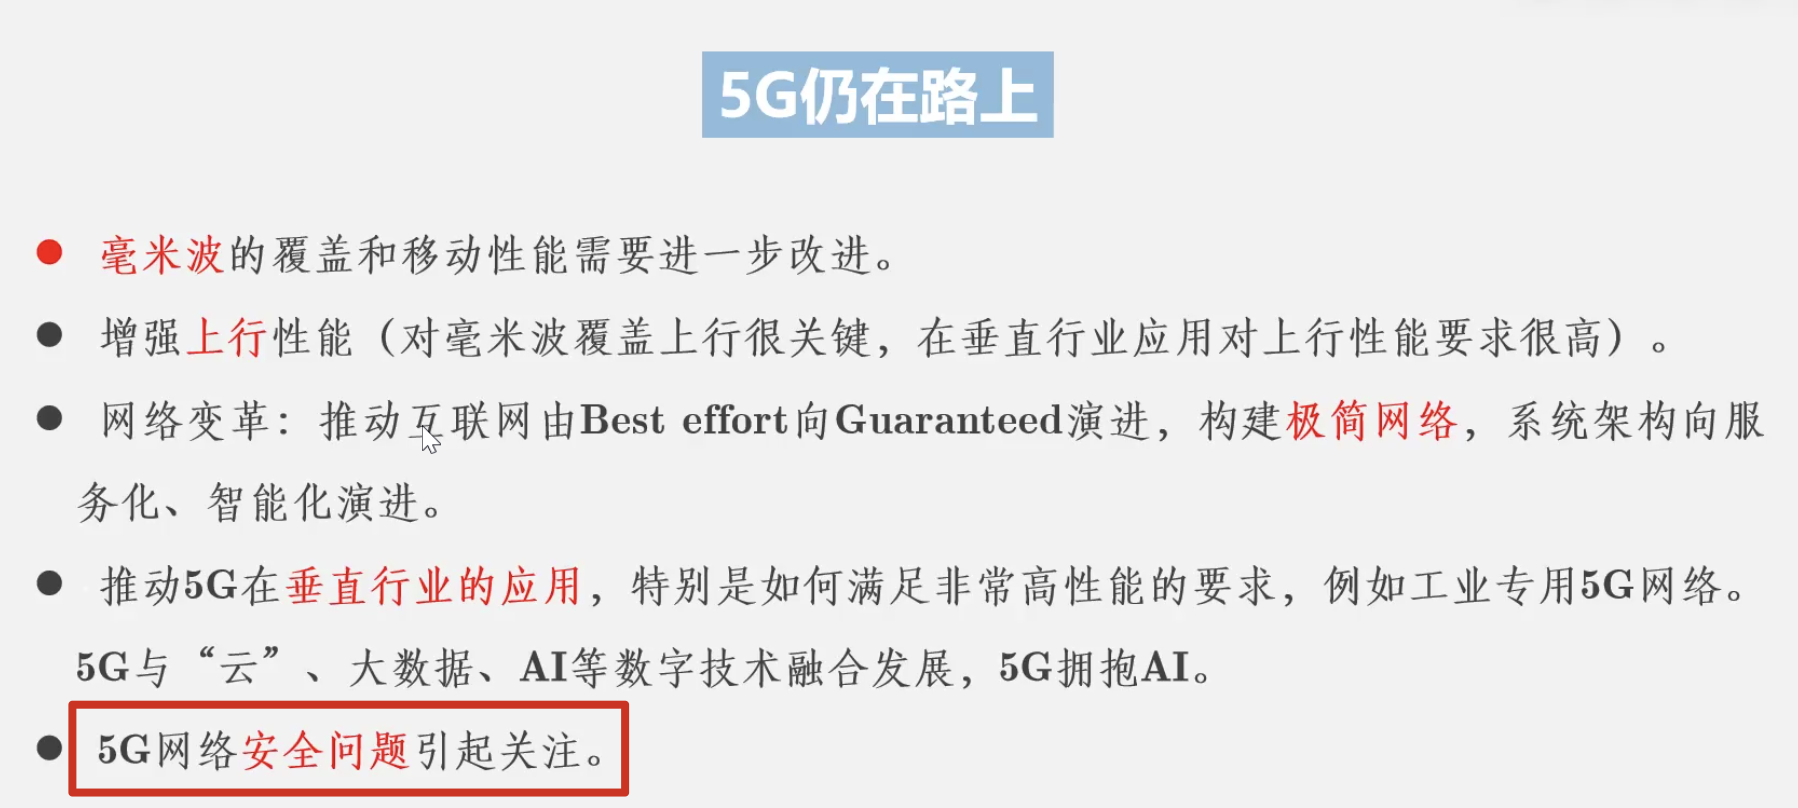 5G仍在路上
毫米波的覆盖和移动性能需要进一步改进。
增强上行性能（对毫米波覆盖上行很关键，在垂直行业应用对上行性能要求很高）。
网络变革：推动互联网由Best effort向Guaranteed演进，构建极简网络，系统架构向服
务化、智能化演进。
推动5G在垂直行业的应用，特别是如何满足非常高性能的要求，例如工业专用5G网络。
5G与“云”、大数据、AI等数字技术融合发展，5G拥抱AI。
5G网络安全问题引起关注。